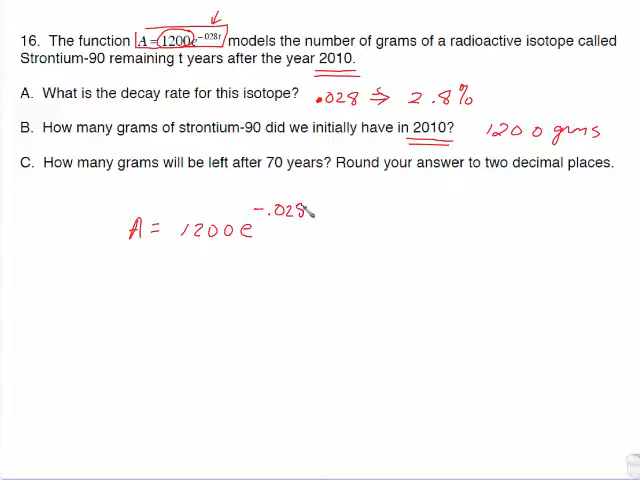 16. The function A = 1200e^-.028t models the number of grams of a radioactive isotope called
Strontium-90 remaining t years after the year 2010.
A. What is the decay rate for this isotope? .028 ⇒ 2.8%
B. How many grams of strontium-90 did we initially have in 2010? 1200 grms
C. How many grams will be left after 70 years? Round your answer to two decimal places.
A = 1200e^-.028